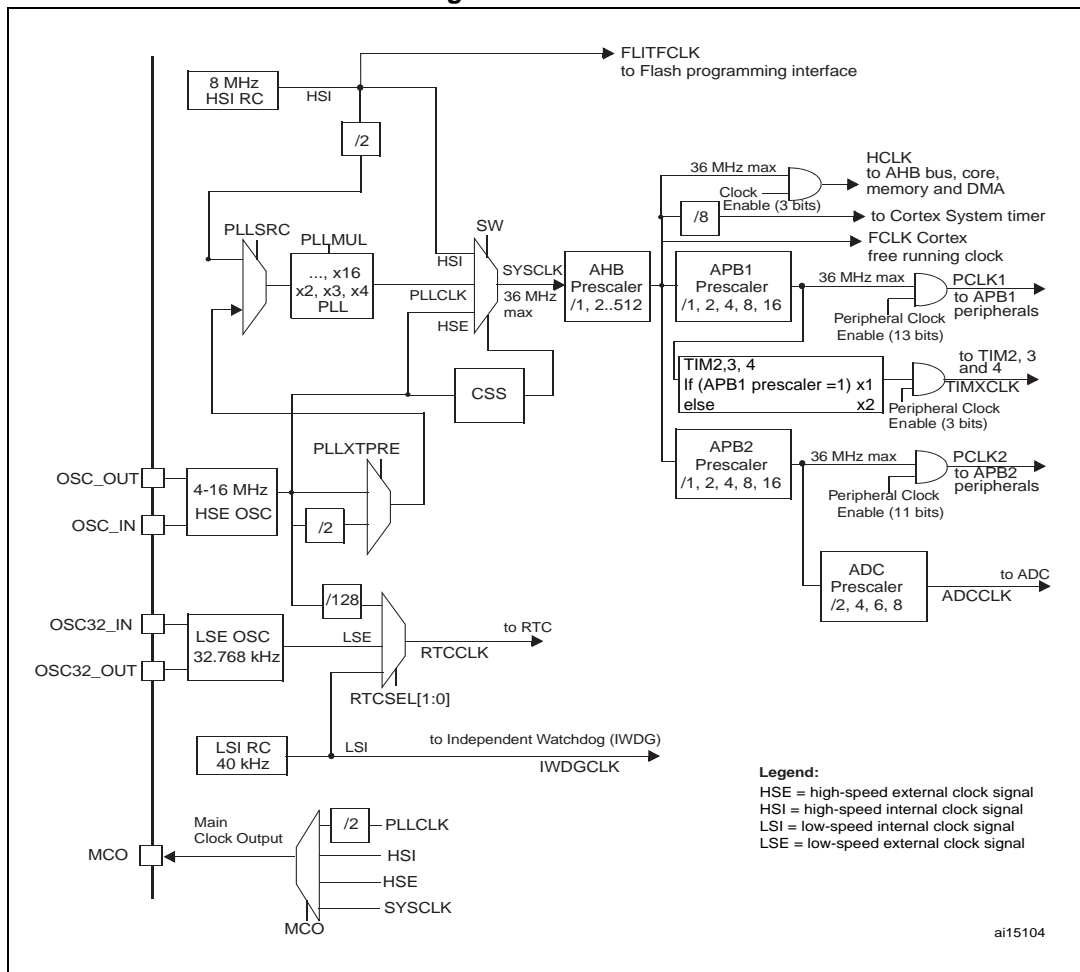 FLITFCLK
to Flash programming interface
8 MHz
HSI RC
HSI
/2
36 MHz max
HCLK
to AHB bus, core,
memory and DMA
Clock
Enable (3 bits)
/8
to Cortex System timer
FCLK Cortex
free running clock
PLLSRC
PLLMUL
..., x16
x2, x3, x4
PLL
SW
HSI
PLLCLK
HSE
SYSCLK
36 MHz
max
AHB
Prescaler
/1, 2..512
APB1
Prescaler
/1, 2, 4, 8, 16
36 MHz max
PCLK1
to APB1
peripherals
Peripheral Clock
Enable (13 bits)
TIM2,3, 4
If (APB1 prescaler =1) x1
else x2
to TIM2, 3
and 4
TIMXCLK
Peripheral Clock
Enable (3 bits)
CSS
PLLXTPRE
OSC_OUT
OSC_IN
4-16 MHz
HSE OSC
/2
APB2
Prescaler
/1, 2, 4, 8, 16
36 MHz max
PCLK2
to APB2
peripherals
Peripheral Clock
Enable (11 bits)
ADC
Prescaler
/2, 4, 6, 8
to ADC
ADCCLK
/128
OSC32_IN
OSC32_OUT
LSE OSC
32.768 kHz
LSE
to RTC
RTCCLK
RTCSEL[1:0]
LSI RC
40 kHz
LSI
to Independent Watchdog (IWDG)
IWDGCLK
Legend:
HSE = high-speed external clock signal
HSI = high-speed internal clock signal
LSI = low-speed internal clock signal
LSE = low-speed external clock signal
Main
Clock Output
MCO
/2
PLLCLK
HSI
HSE
SYSCLK
MCO
ai15104